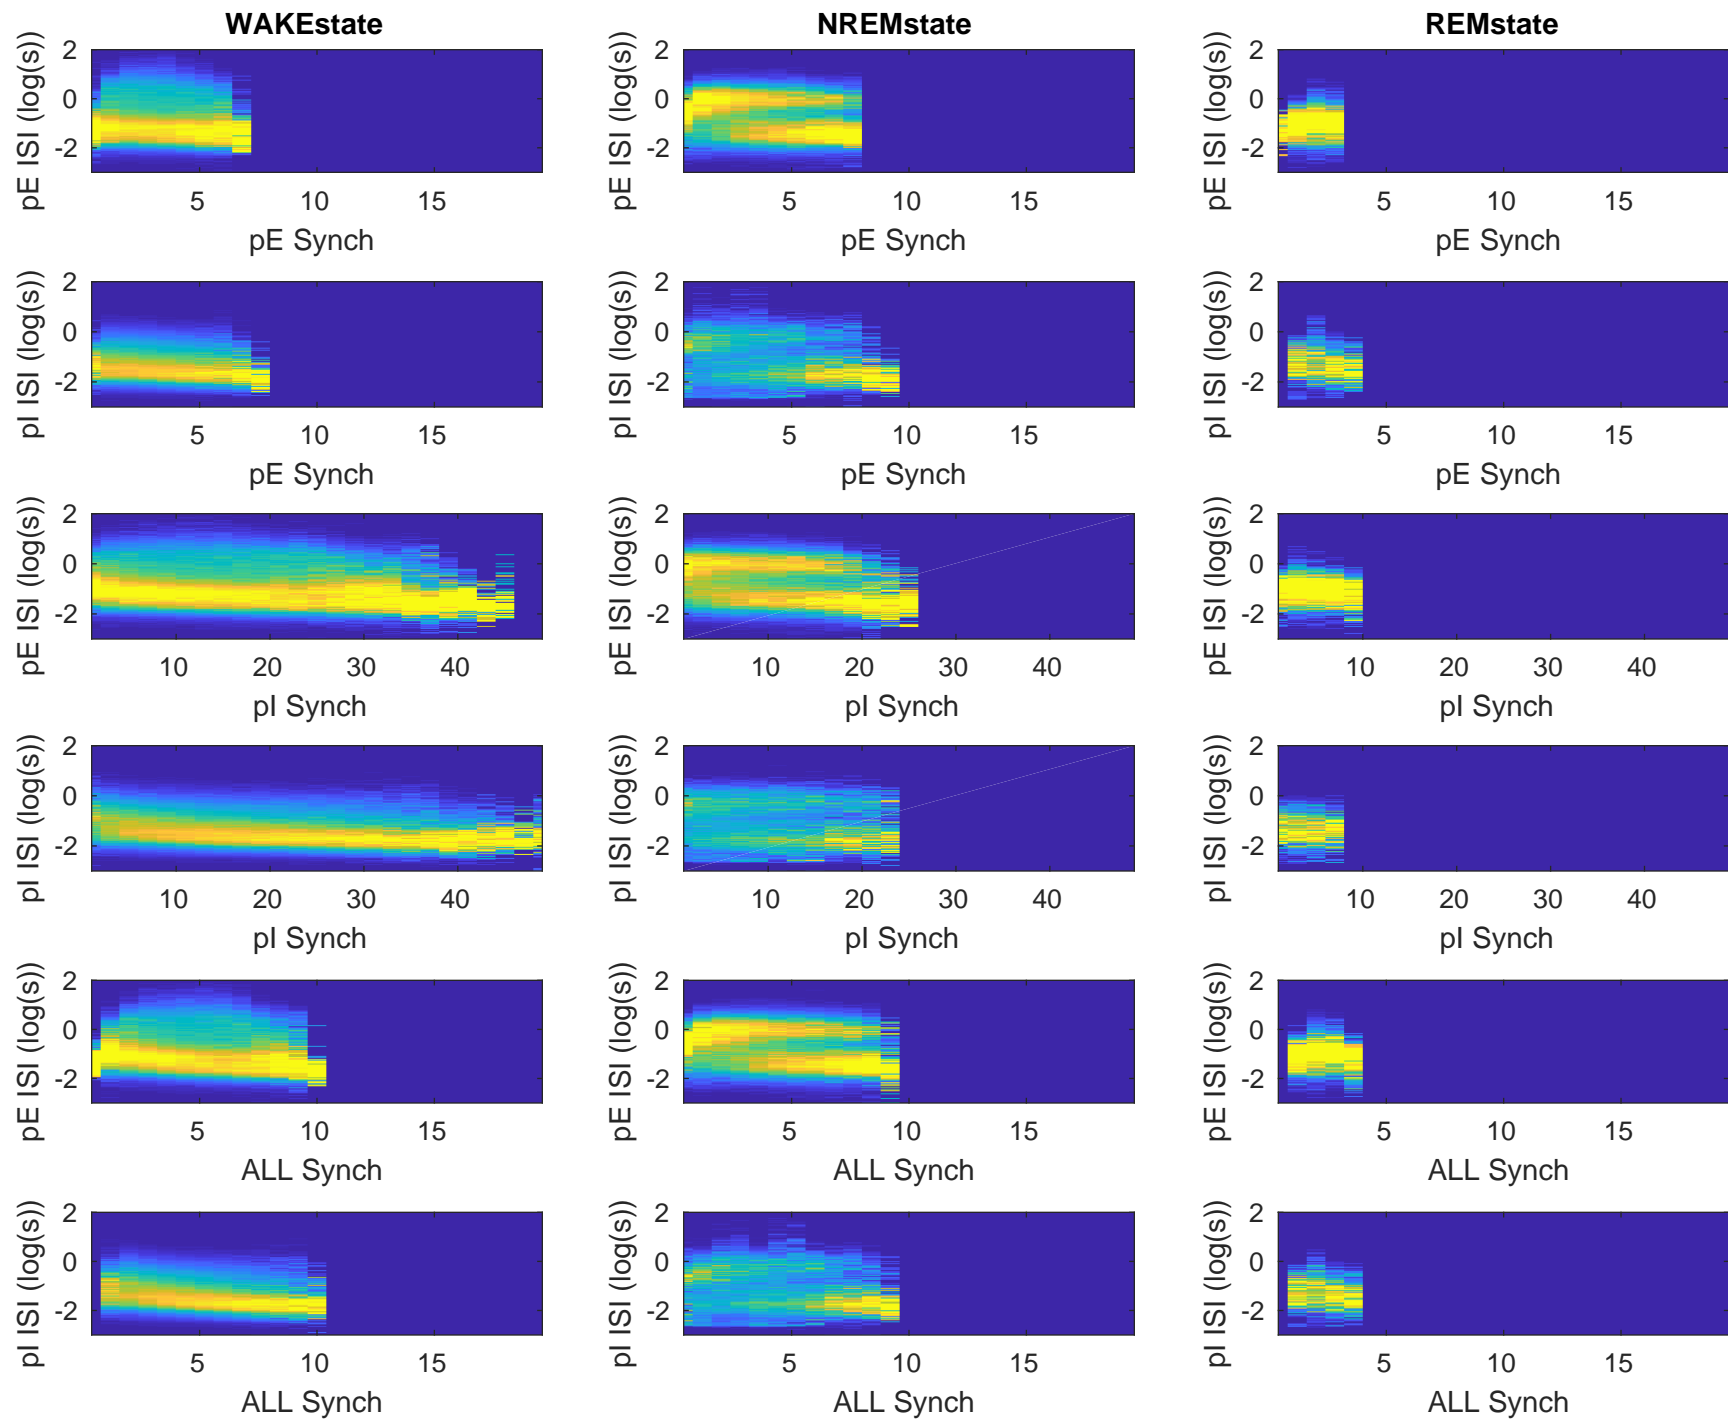 WAKEstate NREMstate REMstate
pE ISI (log(s)) 2 0 -2 pE ISI (log(s)) 2 0 -2 pE ISI (log(s)) 2 0 -2
5 10 15 5 10 15 5 10 15
pE Synch pE Synch pE Synch
pI ISI (log(s)) 2 0 -2 pI ISI (log(s)) 2 0 -2 pI ISI (log(s)) 2 0 -2
5 10 15 5 10 15 5 10 15
pE Synch pE Synch pE Synch
pE ISI (log(s)) 2 0 -2 pE ISI (log(s)) 2 0 -2 pE ISI (log(s)) 2 0 -2
10 20 30 40 10 20 30 40 10 20 30 40
pI Synch pI Synch pI Synch
pI ISI (log(s)) 2 0 -2 pI ISI (log(s)) 2 0 -2 pI ISI (log(s)) 2 0 -2
10 20 30 40 10 20 30 40 10 20 30 40
pI Synch pI Synch pI Synch
pE ISI (log(s)) 2 0 -2 pE ISI (log(s)) 2 0 -2 pE ISI (log(s)) 2 0 -2
5 10 15 5 10 15 5 10 15
ALL Synch ALL Synch ALL Synch
pI ISI (log(s)) 2 0 -2 pI ISI (log(s)) 2 0 -2 pI ISI (log(s)) 2 0 -2
5 10 15 5 10 15 5 10 15
ALL Synch ALL Synch ALL Synch